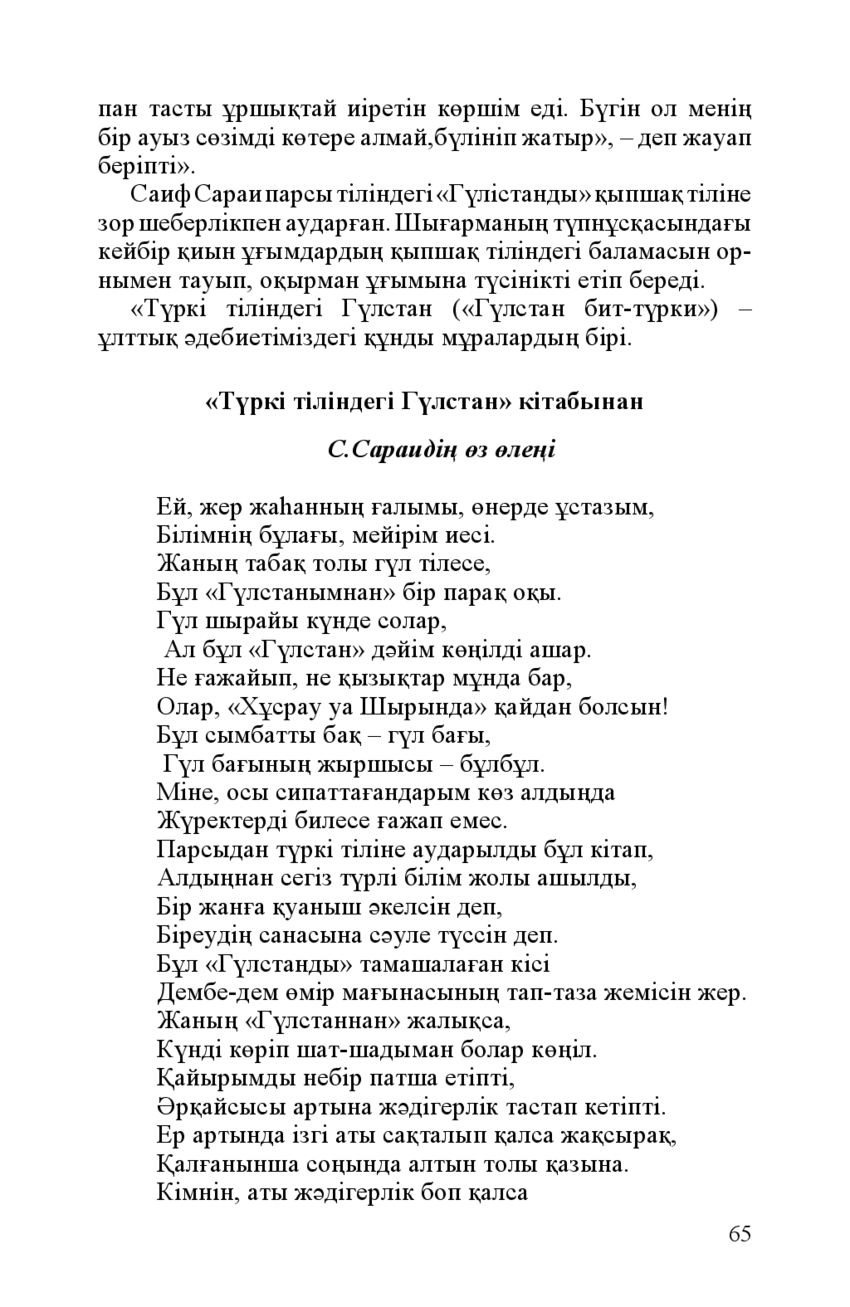 пан тасты ұршықтай иіретін көршім еді. Бүгін ол менің
бір ауыз сөзімді көтере алмай,бүлініп жатыр», – деп жауап
беріпті».
Саиф Сараи парсы тіліндегі «Гүлістанды» қыпшақ тіліне
зор шеберлікпен аударған. Шығарманың түпнұсқасындағы
кейбір қиын ұғымдардың қыпшақ тіліндегі баламасын ор-
нымен тауып, оқырман ұғымына түсінікті етіп береді.
«Түркі тіліндегі Гүлстан («Гүлстан бит-түрки») –
ұлттық әдебиетіміздегі құнды мұралардың бірі.
«Түркі тіліндегі Гүлстан» кітабынан
С.Сараидің өз өлеңі
Ей, жер жаһанның ғалымы, өнерде ұстазым,
Білімнің бұлағы, мейірім иесі.
Жаның табақ толы гүл тілесе,
Бұл «Гүлстанымнан» бір парақ оқы.
Гүл шырайы күнде солар,
Ал бұл «Гүлстан» дәйім көңілді ашар.
Не ғажайып, не қызықтар мұнда бар,
Олар, «Хұсрау уа Шырында» қайдан болсын!
Бұл сымбатты бақ – гүл бағы,
Гүл бағының жыршысы – бұлбұл.
Міне, осы сипаттағандарым көз алдыңда
Жүректерді билесе ғажап емес.
Парсыдан түркі тіліне аударылды бұл кітап,
Алдыңнан сегіз түрлі білім жолы ашылды,
Бір жанға қуаныш әкелсін деп,
Біреудің санасына сәуле түссін деп.
Бұл «Гүлстанды» тамашалаған кісі
Дембе-дем өмір мағынасының тап-таза жемісін жер.
Жаның «Гүлстаннан» жалықса,
Күнді көріп шат-шадыман болар көңіл.
Қайырымды небір патша етіпті,
Әрқайсысы артына жәдігерлік тастап кетіпті.
Ер артында ізгі аты сақталып қалса жақсырақ,
Қалғанынша соңында алтын толы қазына.
Кімнін, аты жәдігерлік боп қалса
65